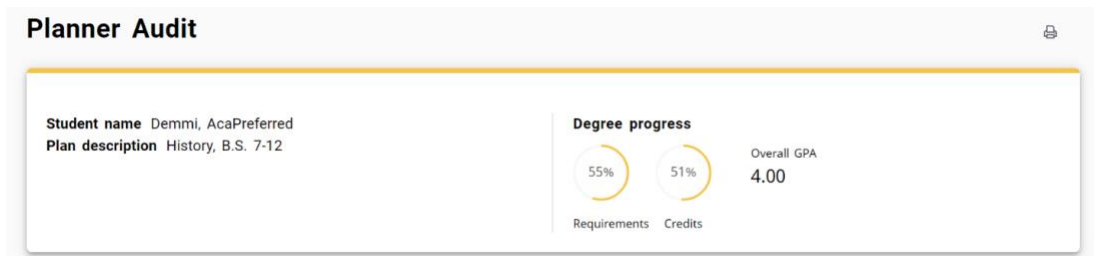 Planner Audit
Student name Demmi, AcaPreferred
Plan description History, B.S. 7-12
Degree progress
55%
51%
Requirements Credits
Overall GPA
4.00